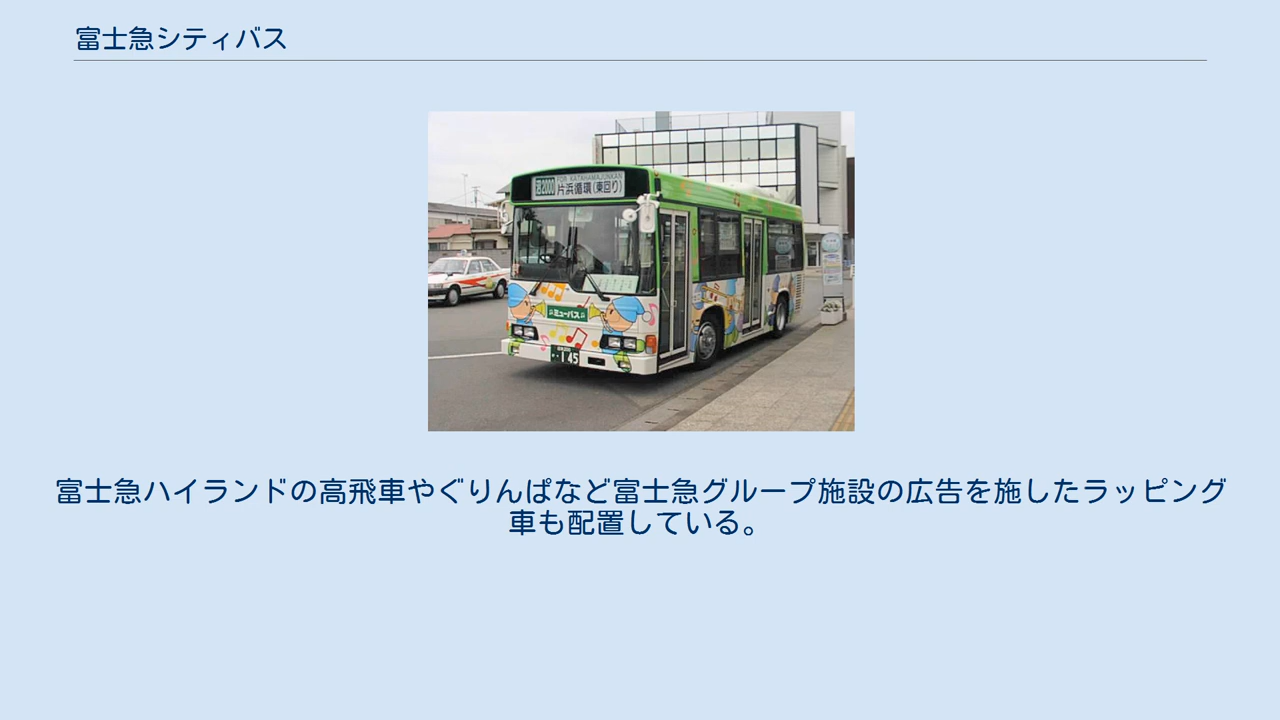 富士急シティバス
FOR KATAHAMAJUNKAN
片浜循環(東回り)
ミューバス
145
富士急ハイランドの高飛車やぐりんぱなど富士急グループ施設の広告を施したラッピング
車も配置している。